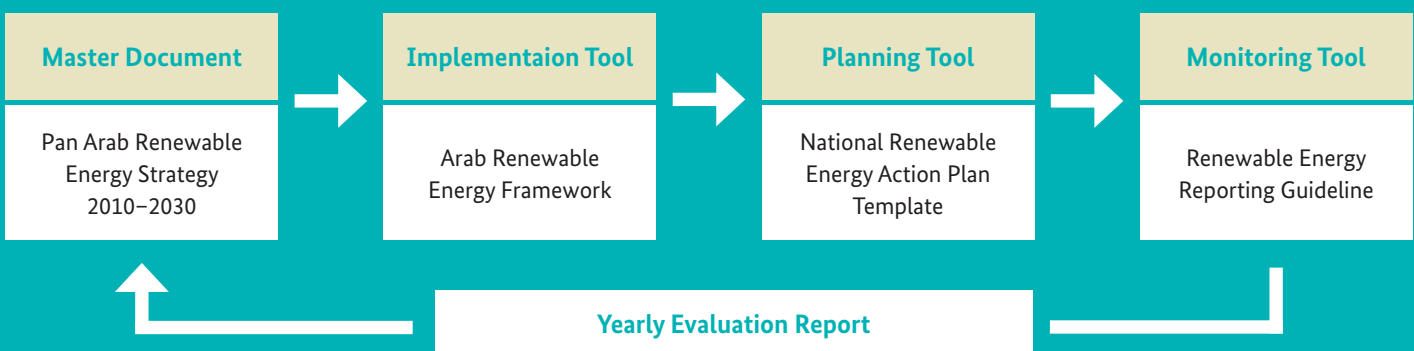 Master Document
Pan Arab Renewable
Energy Strategy
2010–2030
Implementaion Tool
Arab Renewable
Energy Framework
Planning Tool
National Renewable
Energy Action Plan
Template
Monitoring Tool
Renewable Energy
Reporting Guideline
Yearly Evaluation Report